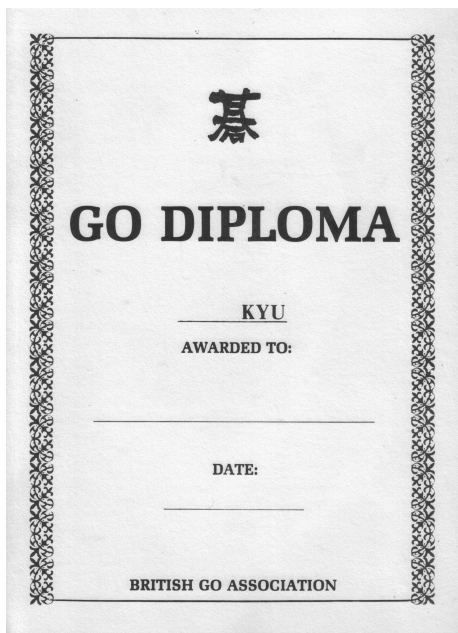 碁
GO DIPLOMA
KYU
AWARDED TO:
DATE:
BRITISH GO ASSOCIATION